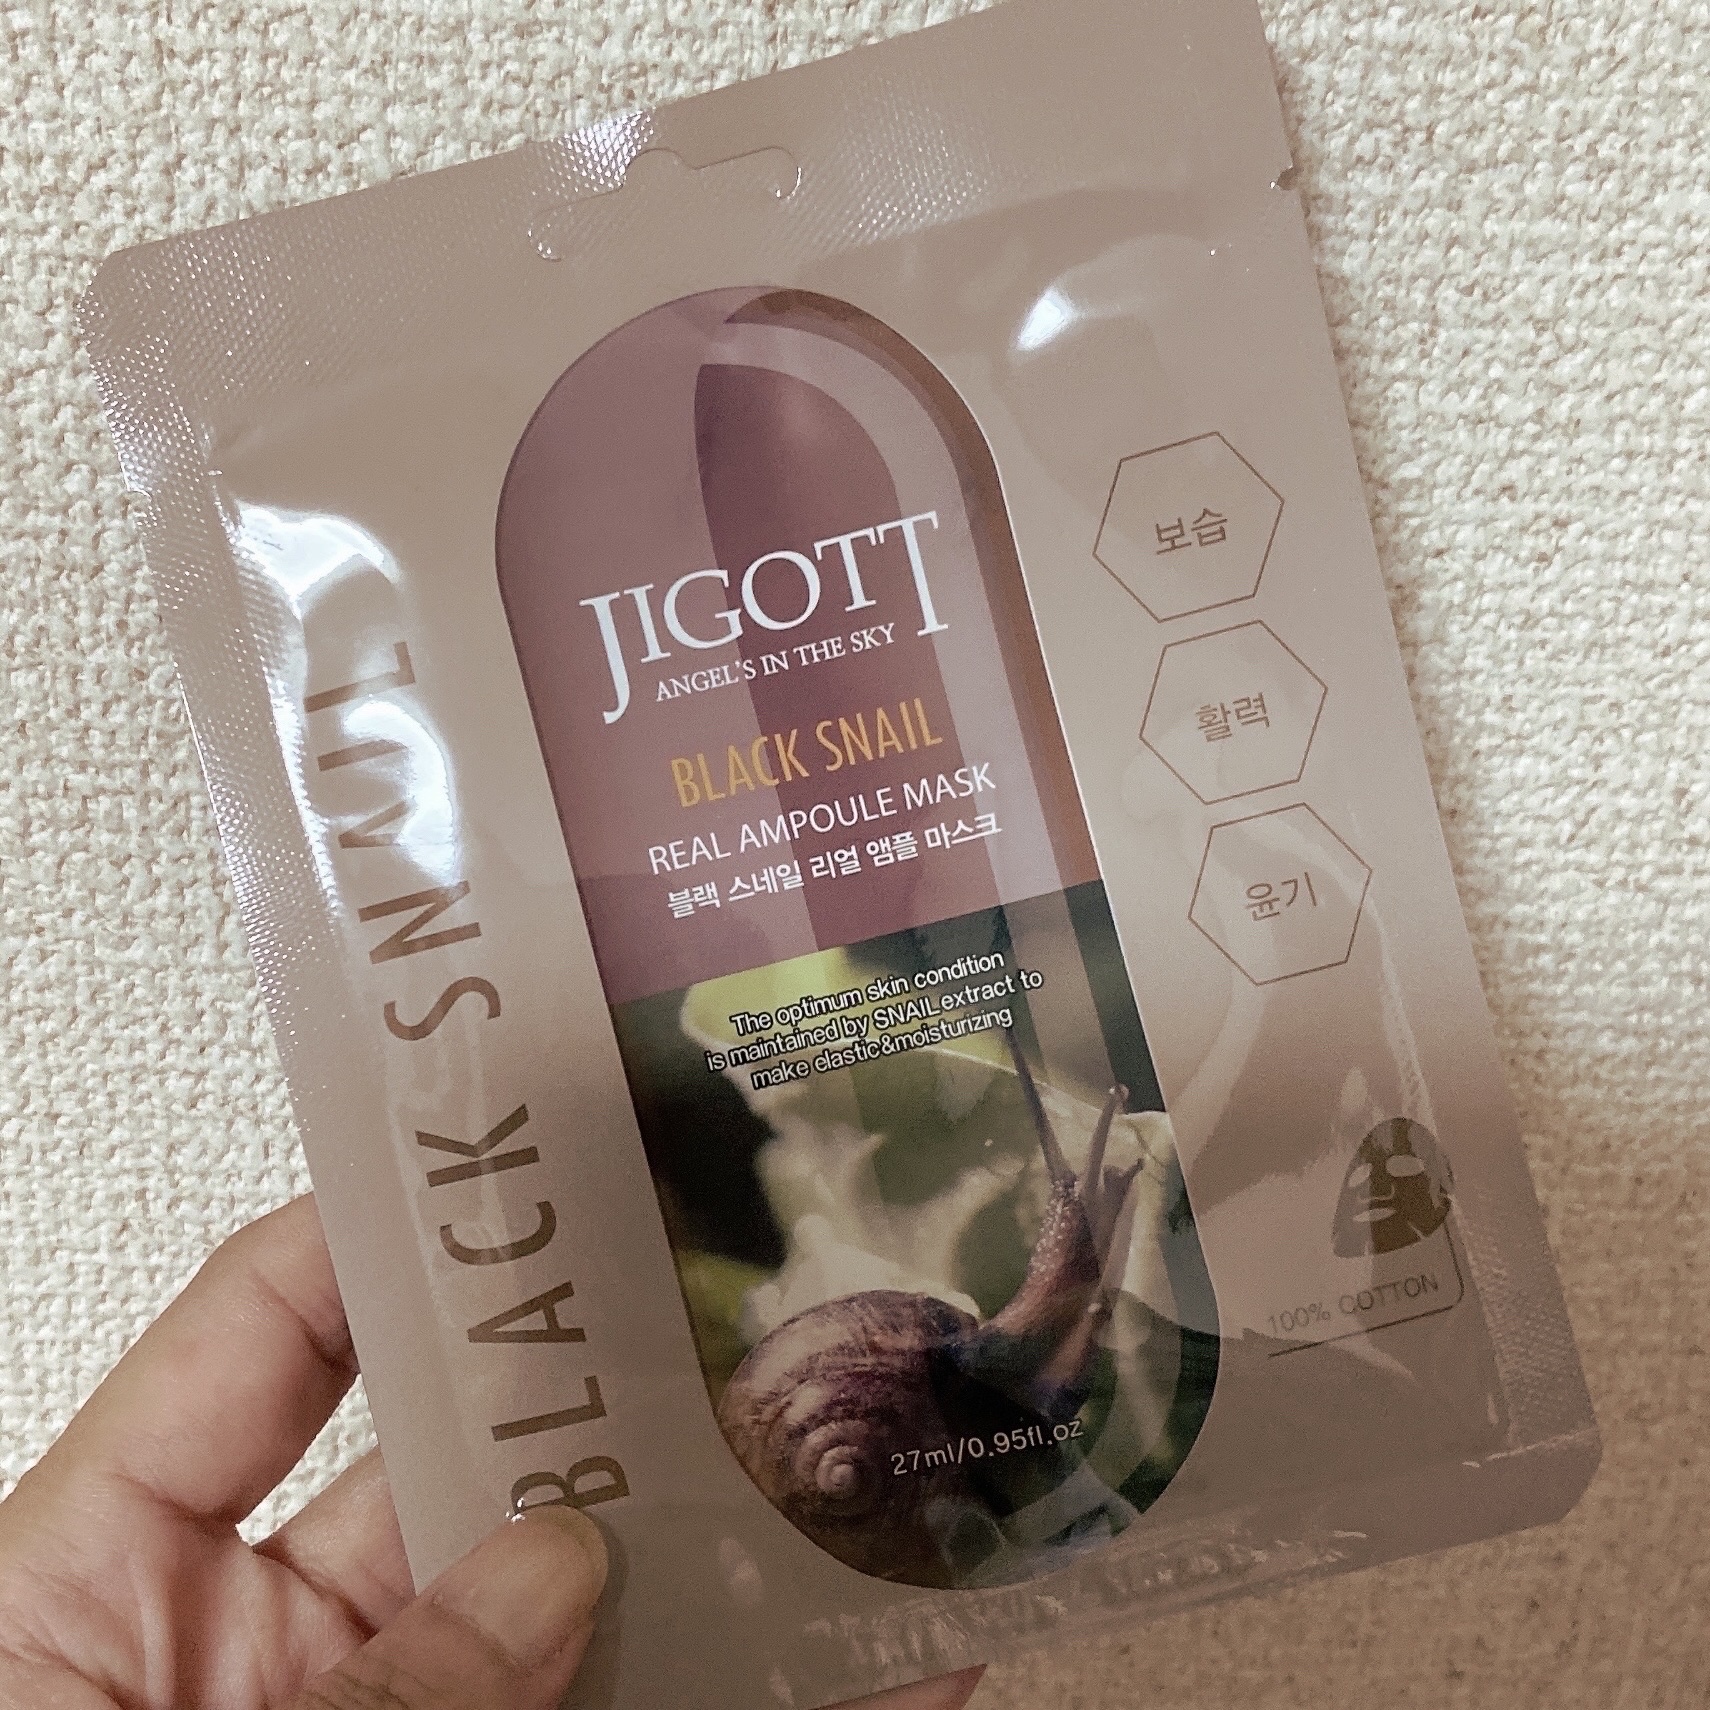 JIGOTT
ANGEL'S IN THE SKY
BLACK SNAIL
REAL AMPOULE MASK
블랙 스네일 리얼 앰플 마스크
The optimum skin condition
is maintained by SNAIL extract to
make elastic&moisturizing
27ml/0.95fl.oz
BLACK SNAIL
보습
활력
윤기
100% COTTON